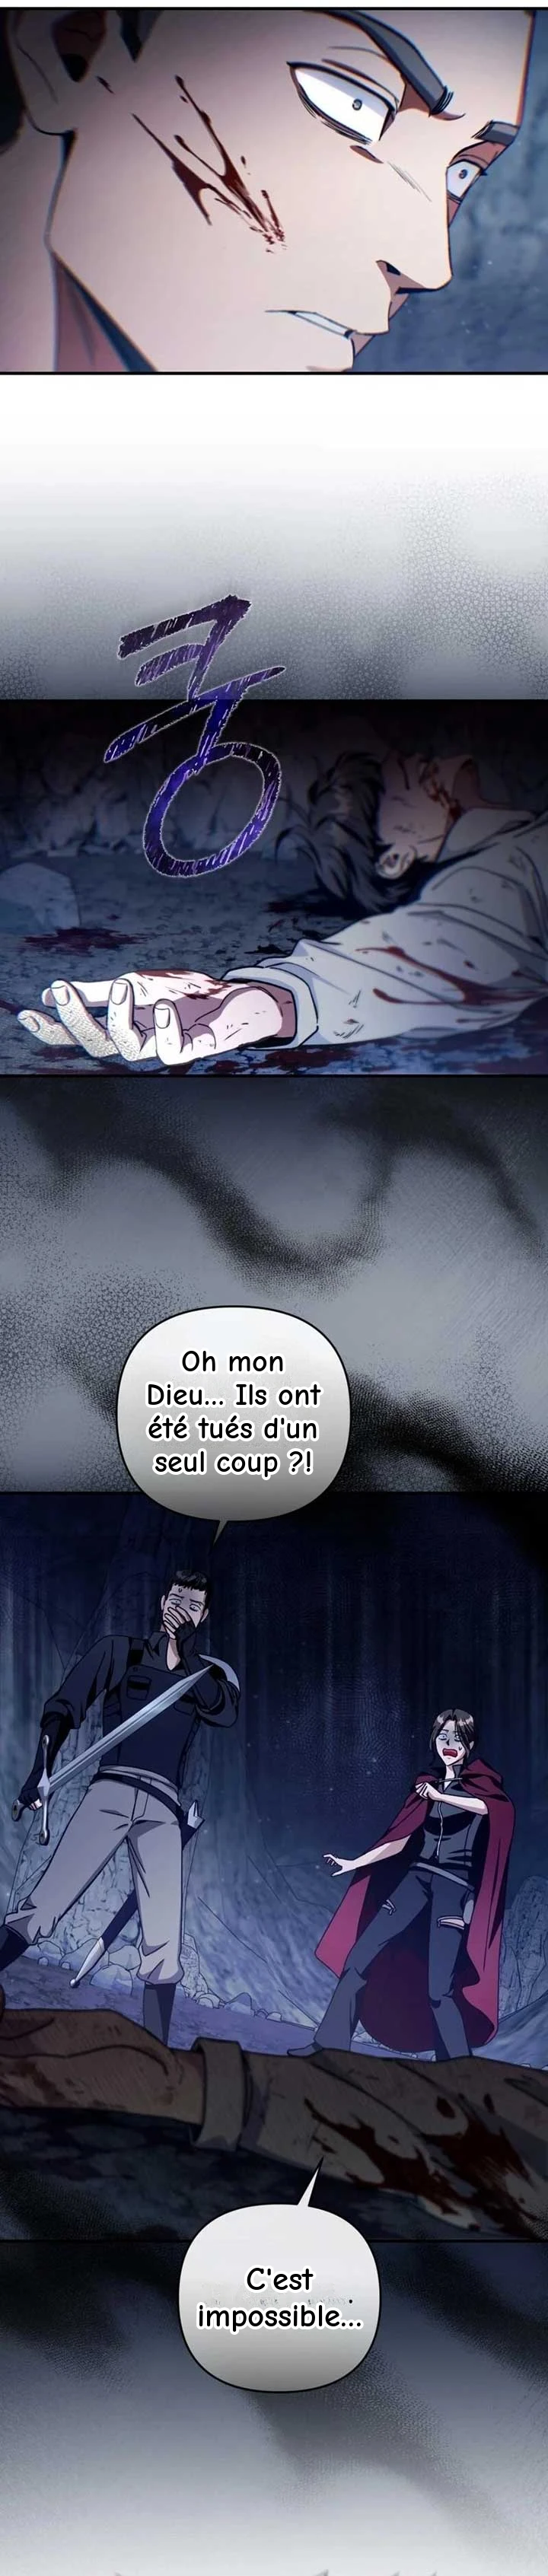 쿵
Oh mon
Dieu... Ils ont
été tués d'un
seul coup ?!
C'est
impossible...